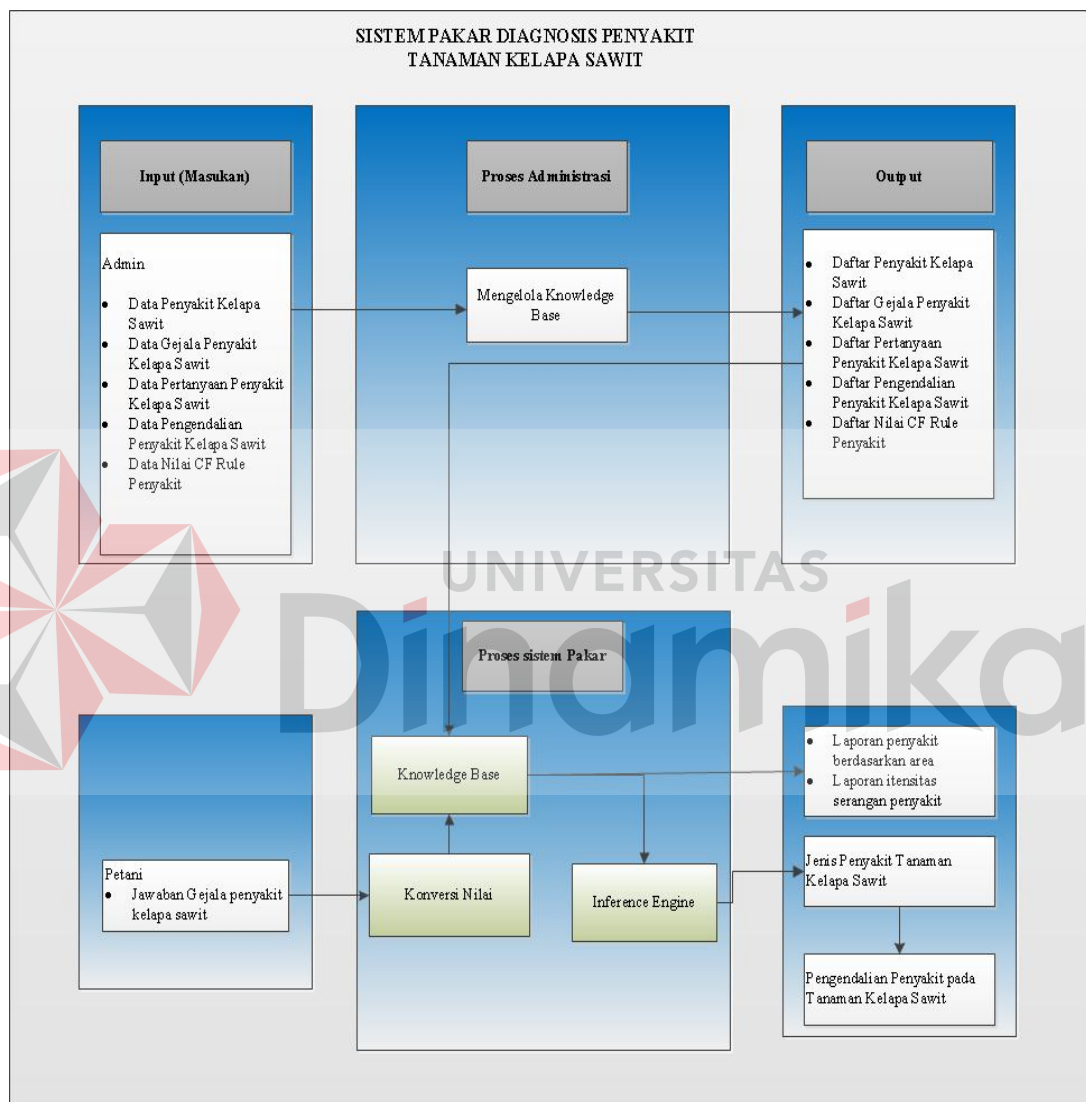 SISTEM PAKAR DIAGNOSIS PENYAKIT
TANAMAN KELAPA SAWIT
Input (Masukan)
Proses Administrasi
Output
Admin
• Data Penyakit Kelapa
Sawit
• Data Gejala Penyakit
Kelapa Sawit
• Data Pertanyaan Penyakit
Kelapa Sawit
• Data Pengendalian
Penyakit Kelapa Sawit
• Data Nilai CF Rule
Penyakit
Mengelola Knowledge
Base
• Daftar Penyakit Kelapa
Sawit
• Daftar Gejala Penyakit
Kelapa Sawit
• Daftar Pertanyaan
Penyakit Kelapa Sawit
• Daftar Pengendalian
Penyakit Kelapa Sawit
• Daftar Nilai CF Rule
Penyakit
UNIVERSITAS
Dinamika
Proses sistem Pakar
Knowledge Base
• Laporan penyakit
berdasarkan area
• Laporan itensitas
serangan penyakit
Petani
• Jawaban Gejala penyakit
kelapa sawit
Konversi Nilai
Inference Engine
Jenis Penyakit Tanaman
Kelapa Sawit
Pengendalian Penyakit pada
Tanaman Kelapa Sawit